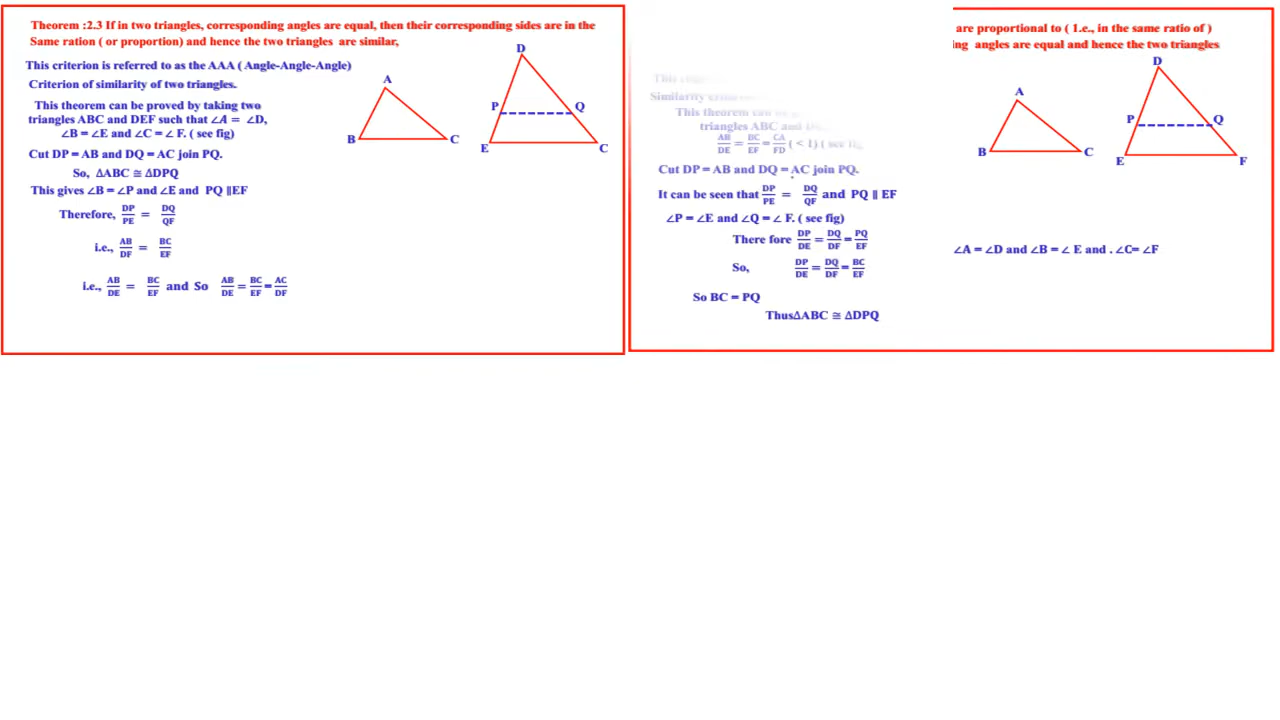 Theorem :2.3 If in two triangles, corresponding angles are equal, then their corresponding sides are in the
Same ration ( or proportion) and hence the two triangles are similar,
This criterion is referred to as the AAA ( Angle-Angle-Angle)
Criterion of similarity of two triangles.
This theorem can be proved by taking two
triangles ABC and DEF such that ∠A = ∠D,
∠B = ∠E and ∠C = ∠ F. ( see fig)
Cut DP = AB and DQ = AC join PQ.
So, ΔABC ≅ ΔDPQ
This gives ∠B = ∠P and ∠E and PQ ∥EF
Therefore, DP/PE = DQ/QF
i.e., AB/DF = BC/EF
i.e., AB/DE = BC/EF and So AB/DE = BC/EF = AC/DF
A
B
C
D
P
Q
E
C
are proportional to ( 1.e., in the same ratio of )
angles are equal and hence the two triangles
This
Similarity
This theorem can be
triangles ABC and
AB/DE = BC/EF = CA/FD ( < 1) ( see fig
Cut DP = AB and DQ = AC join PQ.
It can be seen that DP/PE = DQ/QF and PQ ∥ EF
∠P = ∠E and ∠Q = ∠ F. ( see fig)
There fore DP/DE = DQ/DF = PQ/EF
So, DP/DE = DQ/DF = BC/EF
So BC = PQ
ThusΔABC ≅ ΔDPQ
A
B
C
D
P
Q
E
F
∠A = ∠D and ∠B = ∠ E and . ∠C= ∠F